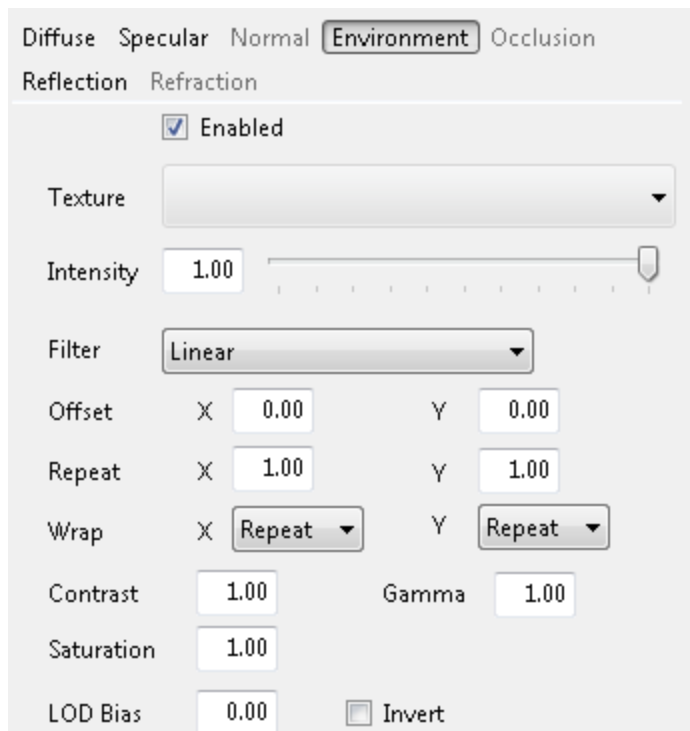 Diffuse Specular Normal Environment Occlusion
Reflection Refraction
Enabled
Texture
Intensity 1.00
Filter Linear
Offset X 0.00 Y 0.00
Repeat X 1.00 Y 1.00
Wrap X Repeat Y Repeat
Contrast 1.00 Gamma 1.00
Saturation 1.00
LOD Bias 0.00 Invert